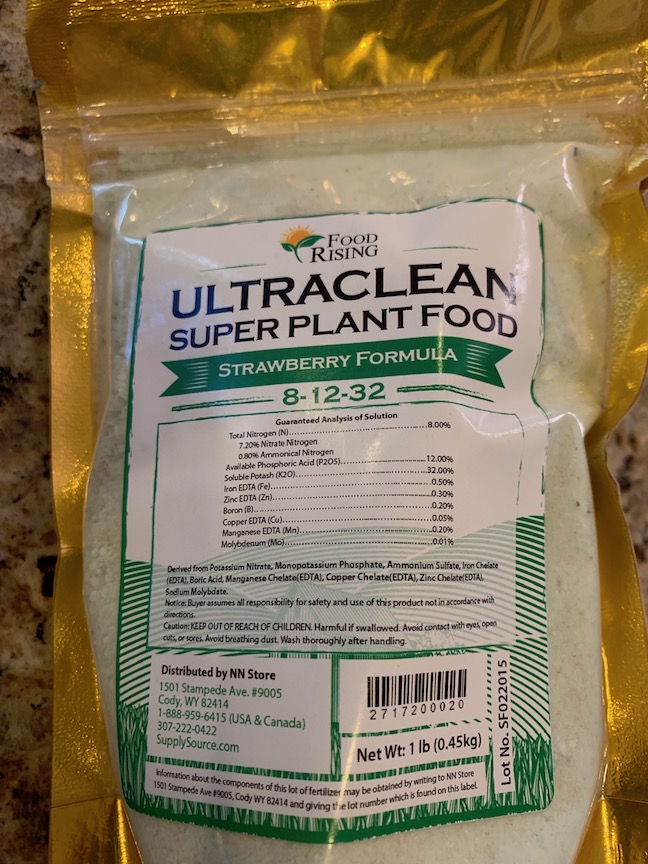 FOOD
RISING
ULTRACLEAN
SUPER PLANT FOOD
STRAWBERRY FORMULA
8-12-32
Guaranteed Analysis of Solution
Total Nitrogen (N)..................................................8.00%
7.20% Nitrate Nitrogen
0.80% Ammonical Nitrogen
Available Phosphoric Acid (P2O5)..............................12.00%
Soluble Potash (K2O)..............................................32.00%
Iron EDTA (Fe)........................................................0.50%
Zinc EDTA (Zn).......................................................0.30%
Boron (B)...............................................................0.20%
Copper EDTA (Cu)...................................................0.05%
Manganese EDTA (Mn).............................................0.20%
Molybdenum (Mo)...................................................0.01%
Derived from Potassium Nitrate, Monopotassium Phosphate, Ammonium Sulfate, Iron Chelate
(EDTA), Boric Acid, Manganese Chelate(EDTA), Copper Chelate(EDTA), Zinc Chelate(EDTA),
Sodium Molybdate.
Notice: Buyer assumes all responsibility for safety and use of this product not in accordance with
directions.
Caution: KEEP OUT OF REACH OF CHILDREN. Harmful if swallowed. Avoid contact with eyes, open
cuts, or sores. Avoid breathing dust. Wash thoroughly after handling.
Distributed by NN Store
1501 Stampede Ave. #9005
Cody, WY 82414
1-888-959-6415 (USA & Canada)
307-222-0422
SupplySource.com
2717200020
Net Wt: 1 lb (0.45kg)
Lot No. SF022015
Information about the components of this lot of fertilizer may be obtained by writing to NN Store
1501 Stampede Ave #9005, Cody WY 82414 and giving the lot number which is found on this label.